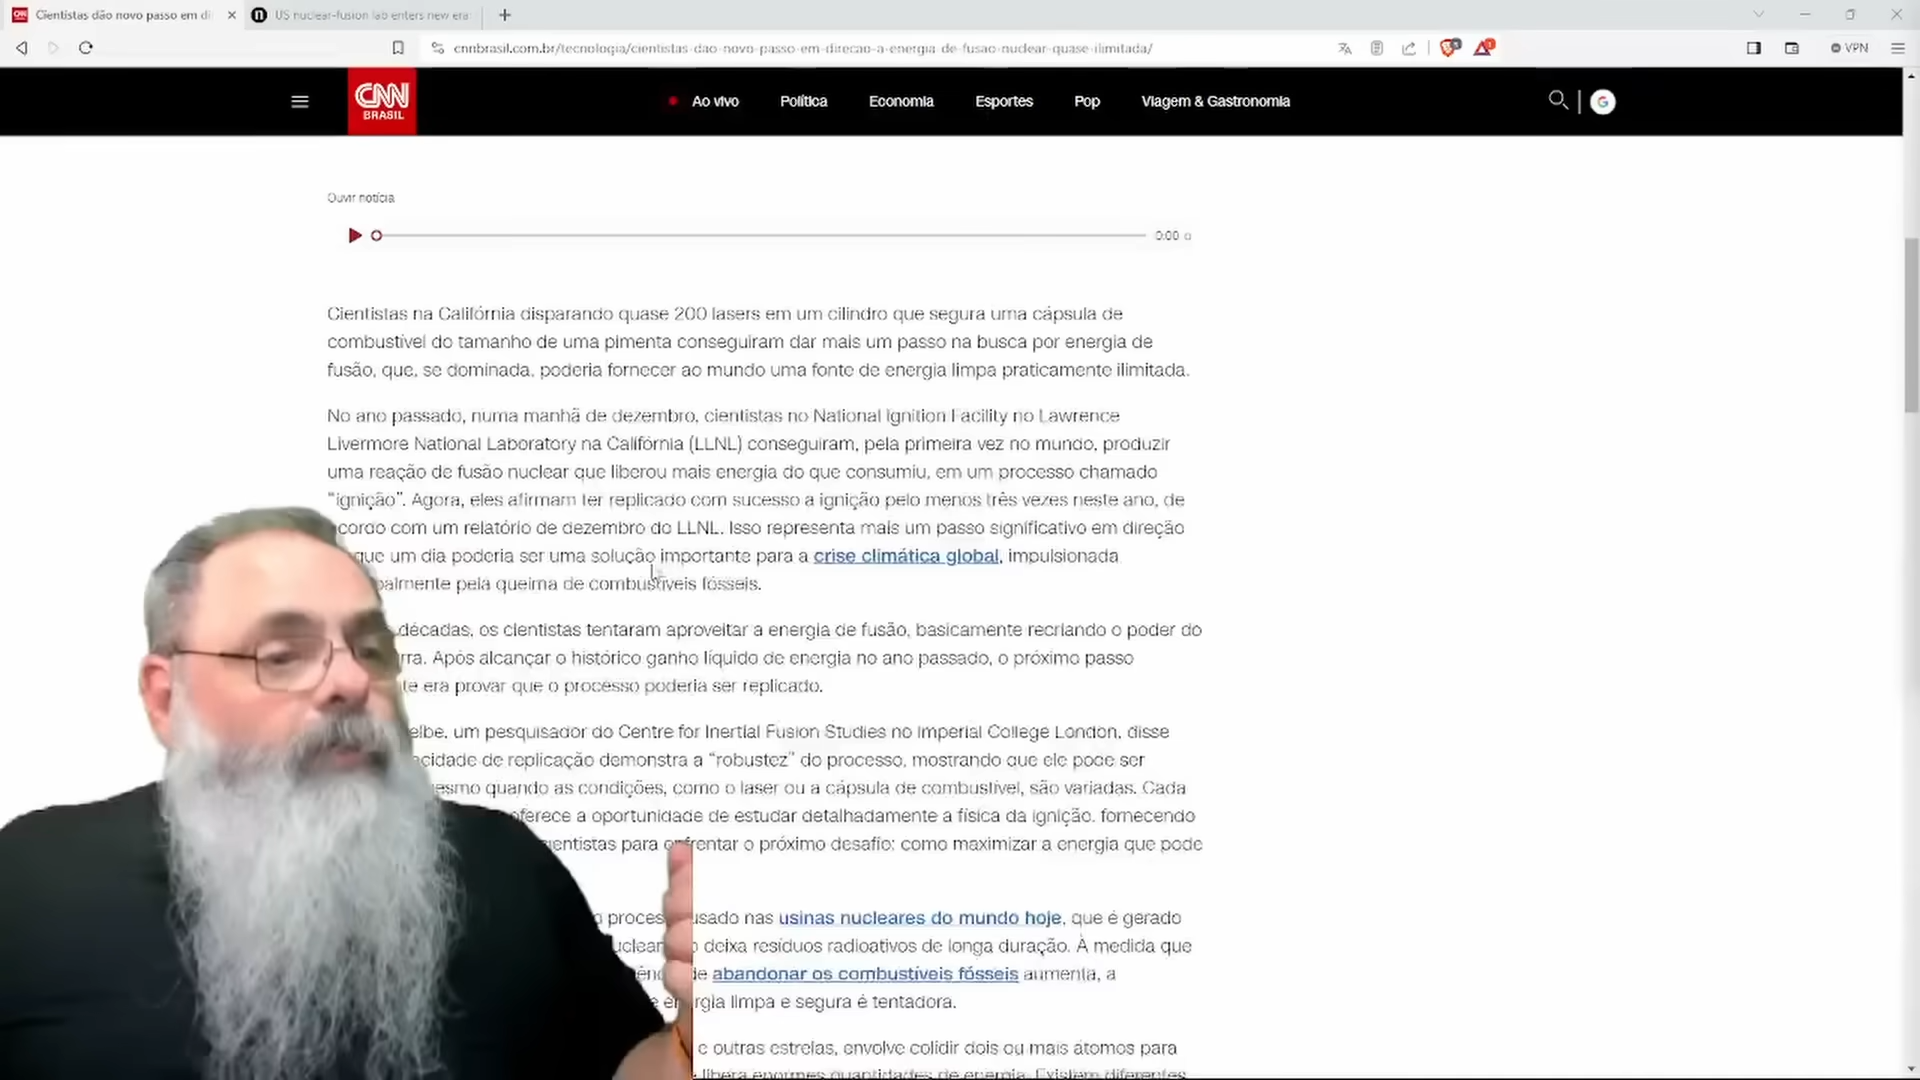 Cientistas dão novo passo em di
US nuclear-fusion lab enters new era
cnnbrasil.com.br/tecnologia/cientistas-dao-novo-passo-em-direcao-a-energia-de-fusao-nuclear-quase-ilimitada/
VPN
CNN BRASIL
Ao vivo Política Economia Esportes Pop Viagem & Gastronomia
Ouvir notícia
0:00
Cientistas na Califórnia disparando quase 200 lasers em um cilindro que segura uma cápsula de
combustível do tamanho de uma pimenta conseguiram dar mais um passo na busca por energia de
fusão, que, se dominada, poderia fornecer ao mundo uma fonte de energia limpa praticamente ilimitada.
No ano passado, numa manhã de dezembro, cientistas no National Ignition Facility no Lawrence
Livermore National Laboratory na Califórnia (LLNL) conseguiram, pela primeira vez no mundo, produzir
uma reação de fusão nuclear que liberou mais energia do que consumiu, em um processo chamado
“ignição”. Agora, eles afirmam ter replicado com sucesso a ignição pelo menos três vezes neste ano, de
cordo com um relatório de dezembro do LLNL. Isso representa mais um passo significativo em direção
que um dia poderia ser uma solução importante para a crise climática global, impulsionada
palmente pela queima de combustíveis fósseis.
décadas, os cientistas tentaram aproveitar a energia de fusão, basicamente recriando o poder do
rra. Após alcançar o histórico ganho líquido de energia no ano passado, o próximo passo
te era provar que o processo poderia ser replicado.
elbe, um pesquisador do Centre for Inertial Fusion Studies no Imperial College London, disse
acidade de replicação demonstra a “robustez” do processo, mostrando que ele pode ser
esmo quando as condições, como o laser ou a cápsula de combustível, são variadas. Cada
oferece a oportunidade de estudar detalhadamente a física da ignição, fornecendo
ientistas para enfrentar o próximo desafio: como maximizar a energia que pode
usado nas usinas nucleares do mundo hoje, que é gerado
deixa resíduos radioativos de longa duração. À medida que
de abandonar os combustíveis fósseis aumenta, a
rgia limpa e segura é tentadora.
e outras estrelas, envolve colidir dois ou mais átomos para
libera enormes quantidades de energia. Existem diferentes